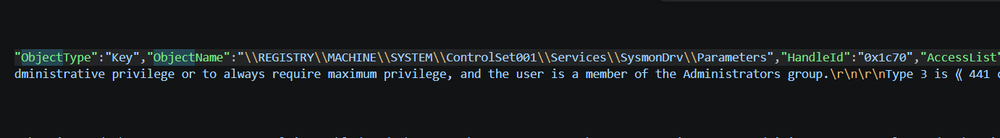 "ObjectType":"Key","ObjectName":"\\REGISTRY\\MACHINE\\SYSTEM\\ControlSet001\\Services\\SysmonDrv\\Parameters","HandleId":"0x1c70","AccessList"
dministrative privilege or to always require maximum privilege, and the user is a member of the Administrators group.\r\n\r\nType 3 is ⟪ 441 c